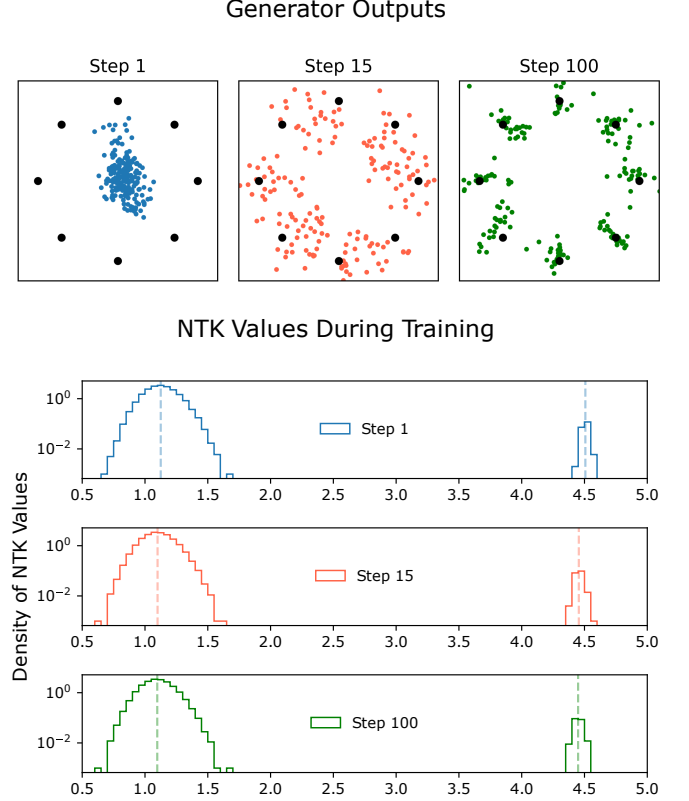 Generator Outputs
Step 1 Step 15 Step 100
NTK Values During Training
Density of NTK Values
10⁰
10⁻²
Step 1
0.5 1.0 1.5 2.0 2.5 3.0 3.5 4.0 4.5 5.0
10⁰
10⁻²
Step 15
0.5 1.0 1.5 2.0 2.5 3.0 3.5 4.0 4.5 5.0
10⁰
10⁻²
Step 100
0.5 1.0 1.5 2.0 2.5 3.0 3.5 4.0 4.5 5.0